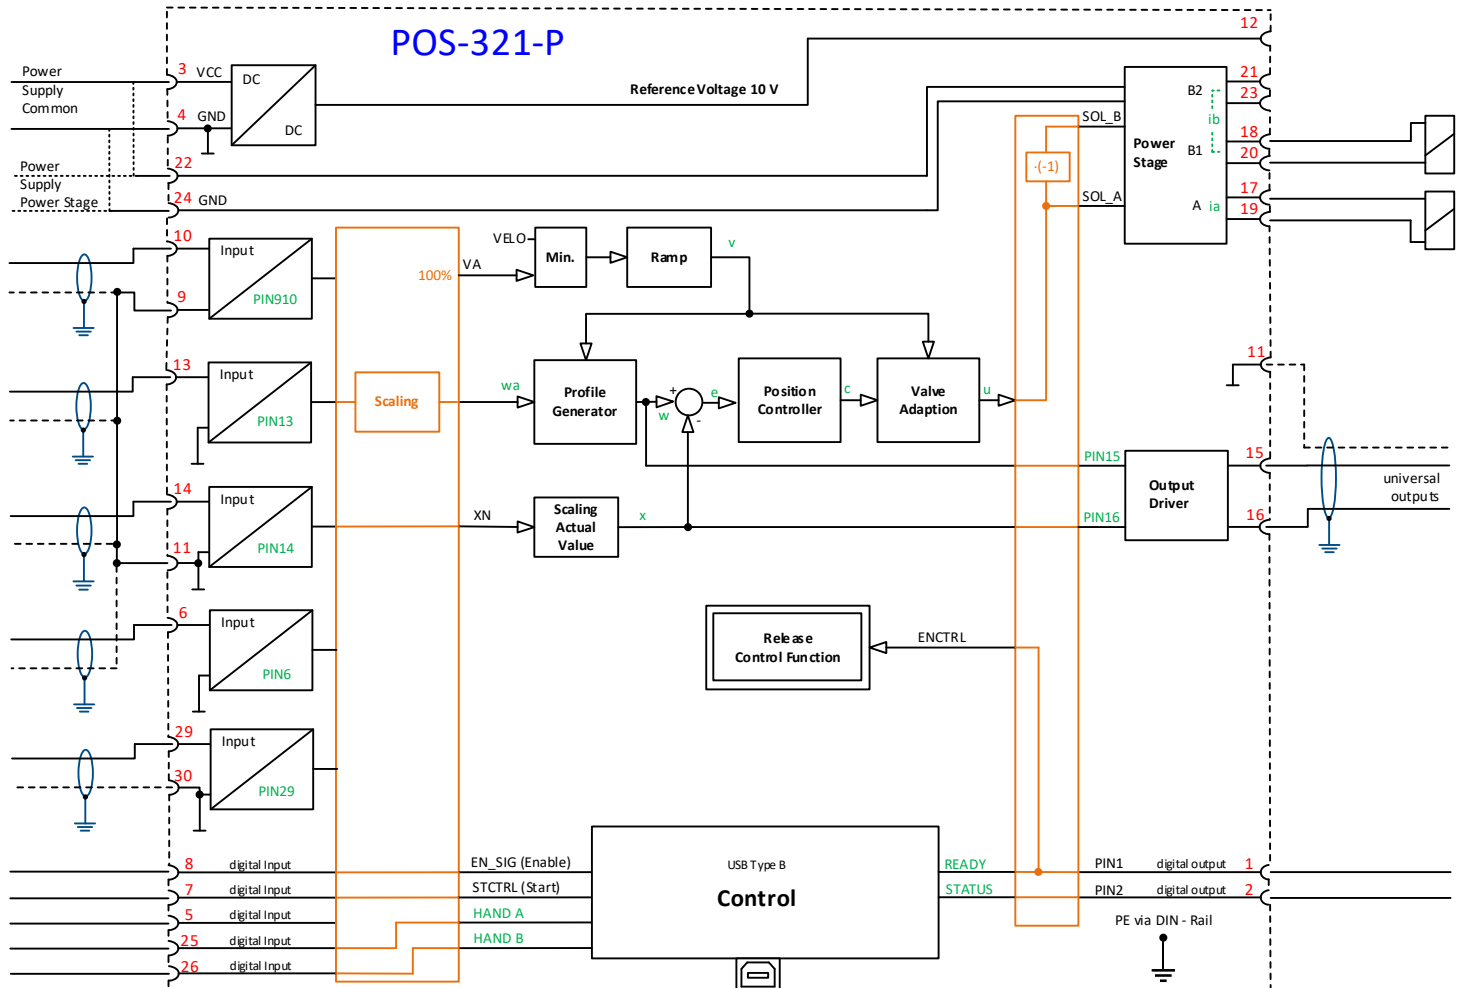 POS-321-P
12
Power
Supply
Common
3
VCC
DC
DC
4
GND
Reference Voltage 10 V
Power
Supply
Power Stage
22
24
GND
SOL_B
·(-1)
SOL_A
Power
Stage
B2
ib
B1
A
ia
21
23
18
20
17
19
10
9
Input
PIN910
100%
VELO
VA
Min.
Ramp
v
13
Input
PIN13
Scaling
wa
Profile
Generator
+
w
-
e
Position
Controller
c
Valve
Adaption
u
11
14
11
Input
PIN14
XN
Scaling
Actual
Value
x
PIN15
PIN16
Output
Driver
15
16
universal
outputs
6
Input
PIN6
Release
Control Function
ENCTRL
29
30
Input
PIN29
8
digital Input
EN_SIG (Enable)
7
digital Input
STCTRL (Start)
5
digital Input
HAND A
25
digital Input
HAND B
26
digital Input
USB Type B
Control
READY
STATUS
PIN1
digital output
1
PIN2
digital output
2
PE via DIN - Rail